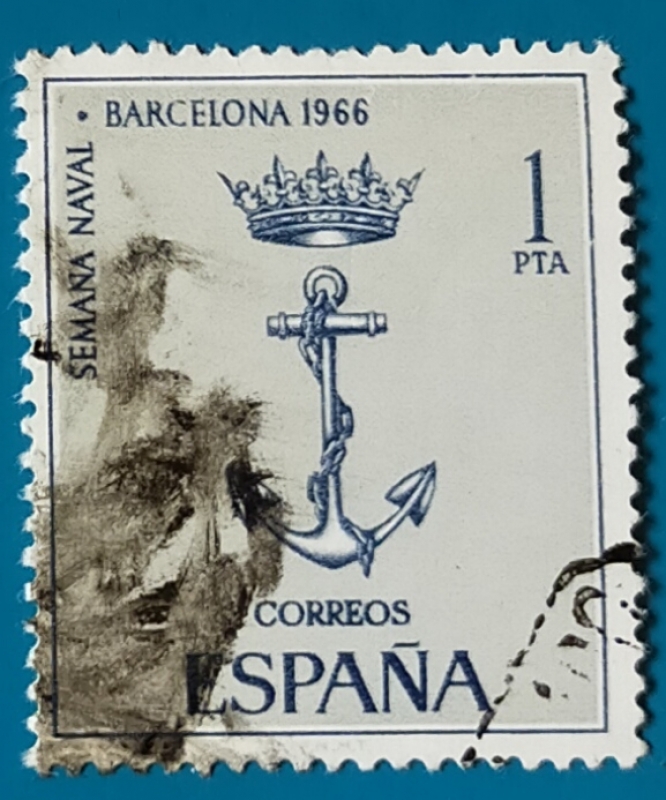 SEMANA NAVAL
• BARCELONA 1966
1
PTA
CORREOS
ESPAÑA